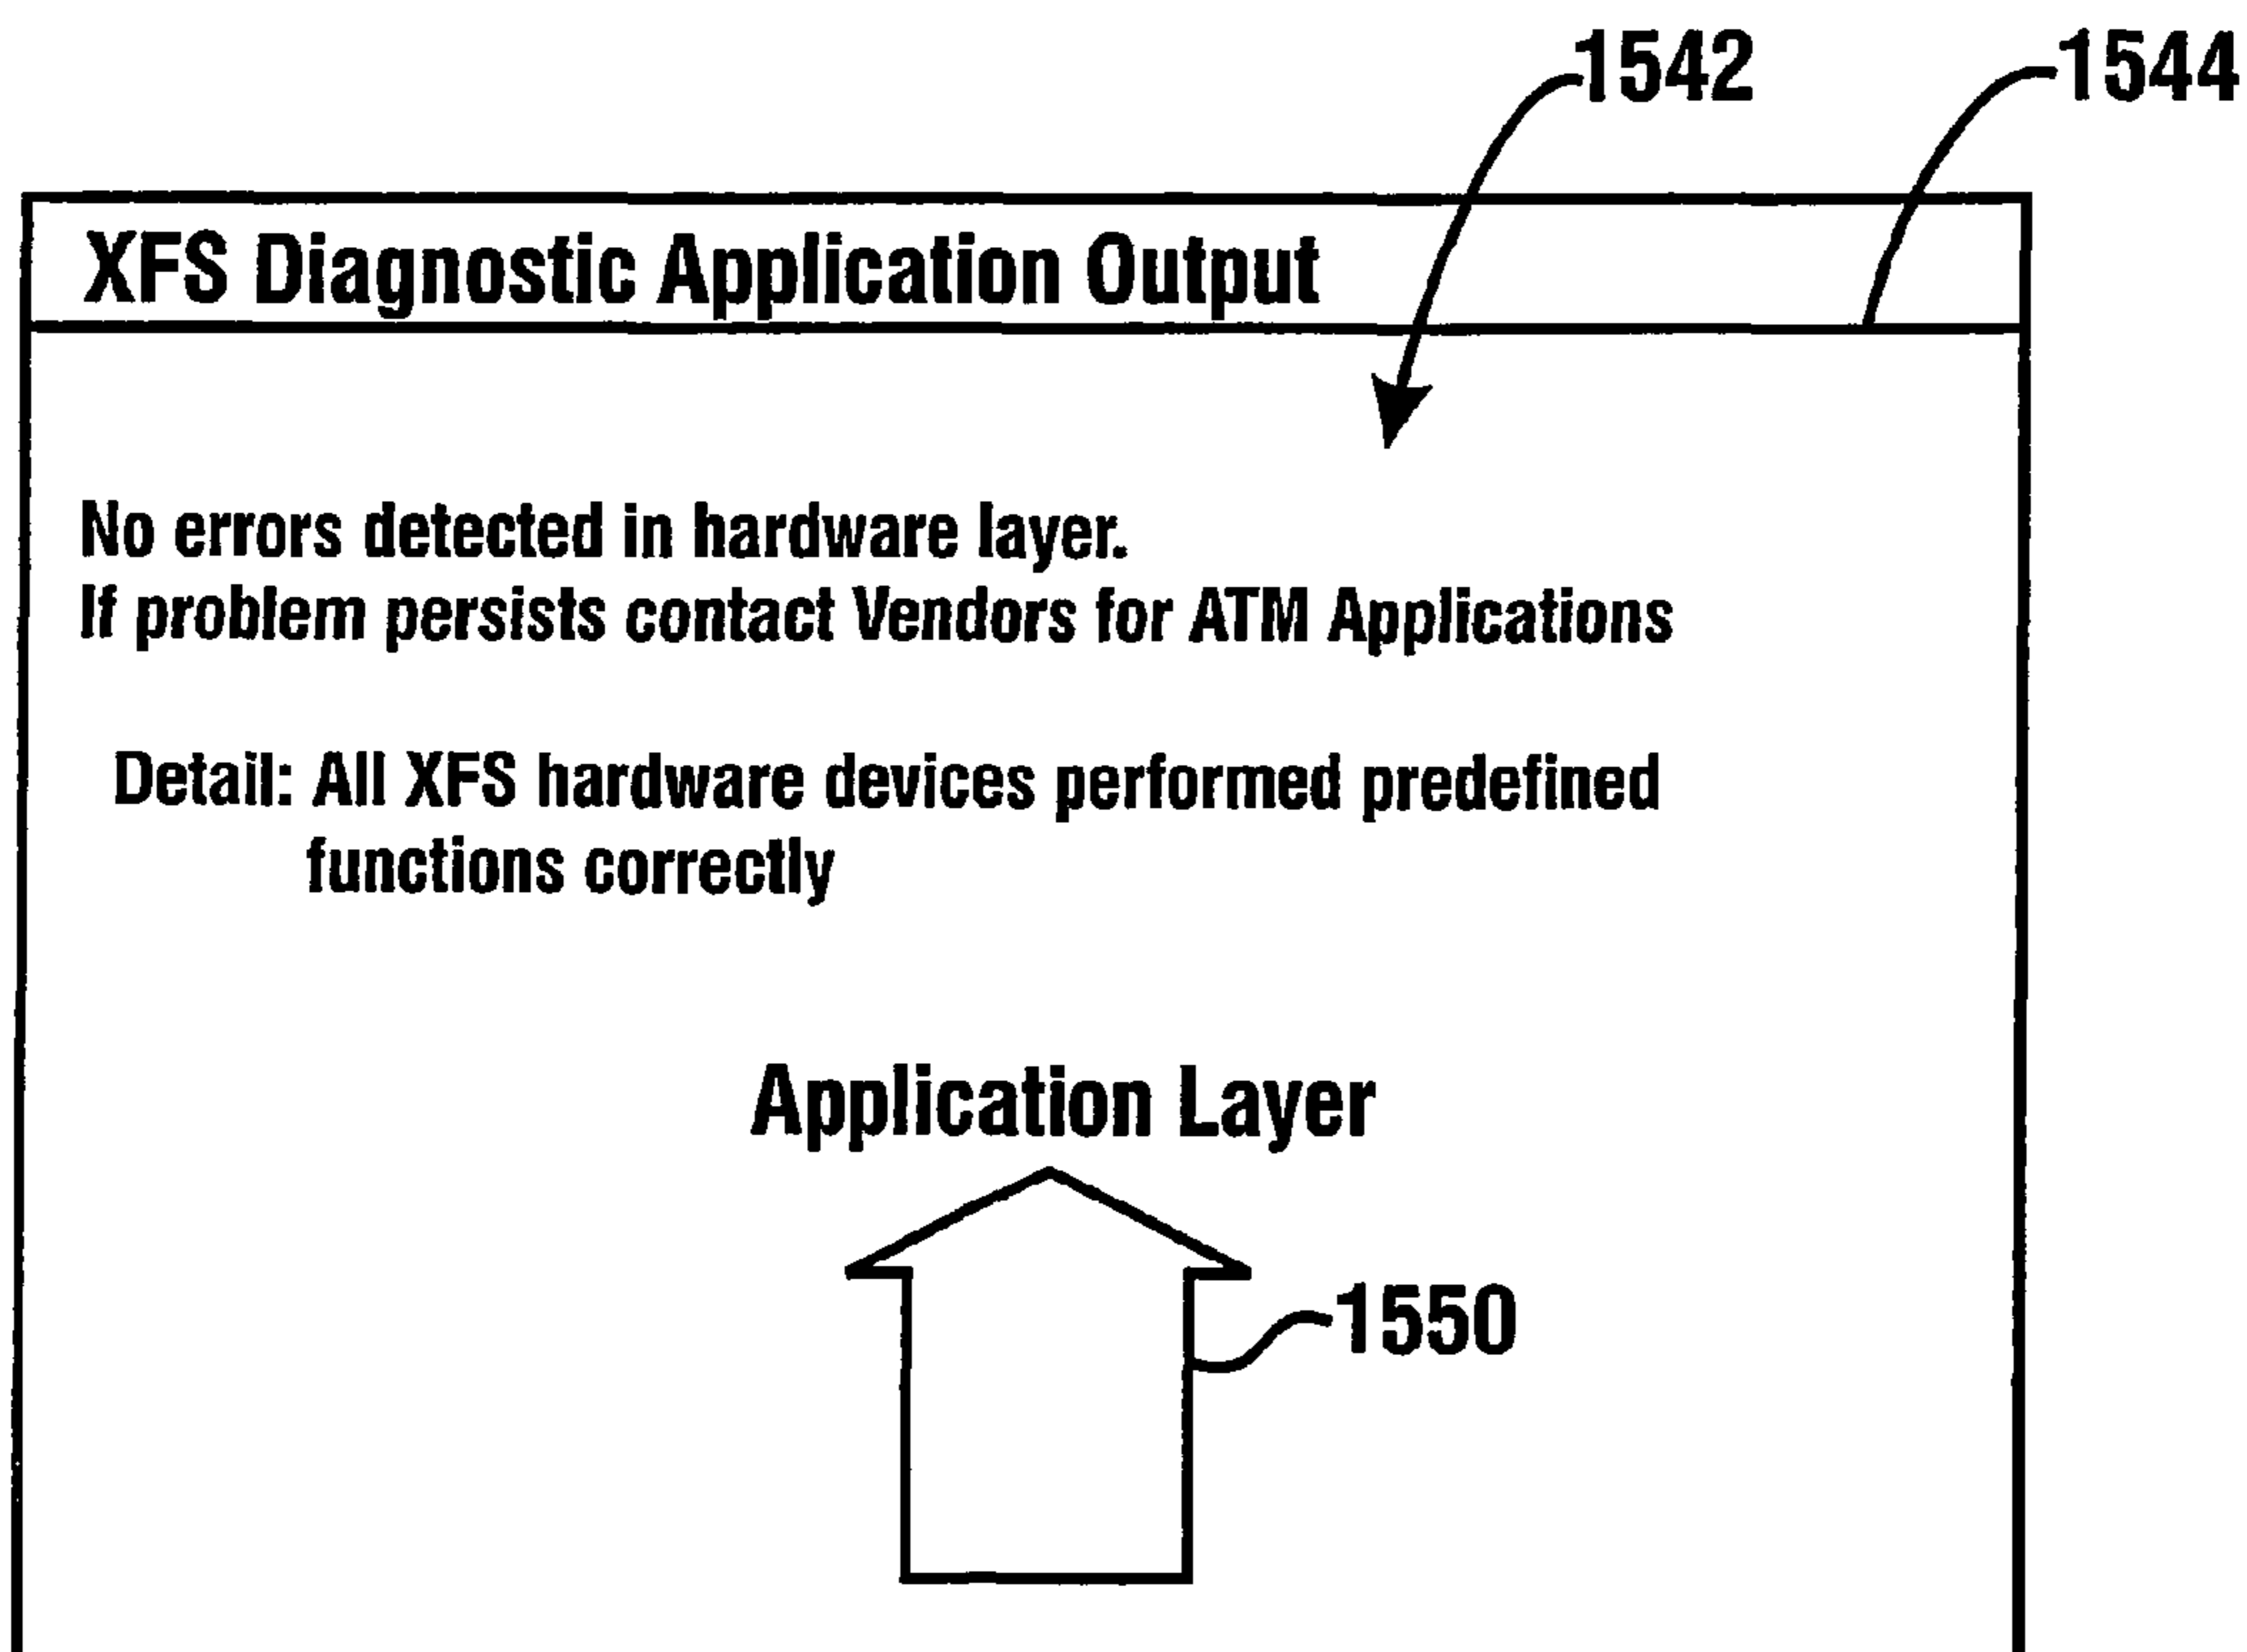 1542
1544
XFS Diagnostic Application Output
No errors detected in hardware layer.
If problem persists contact Vendors for ATM Applications
Detail: All XFS hardware devices performed predefined
functions correctly
Application Layer
1550